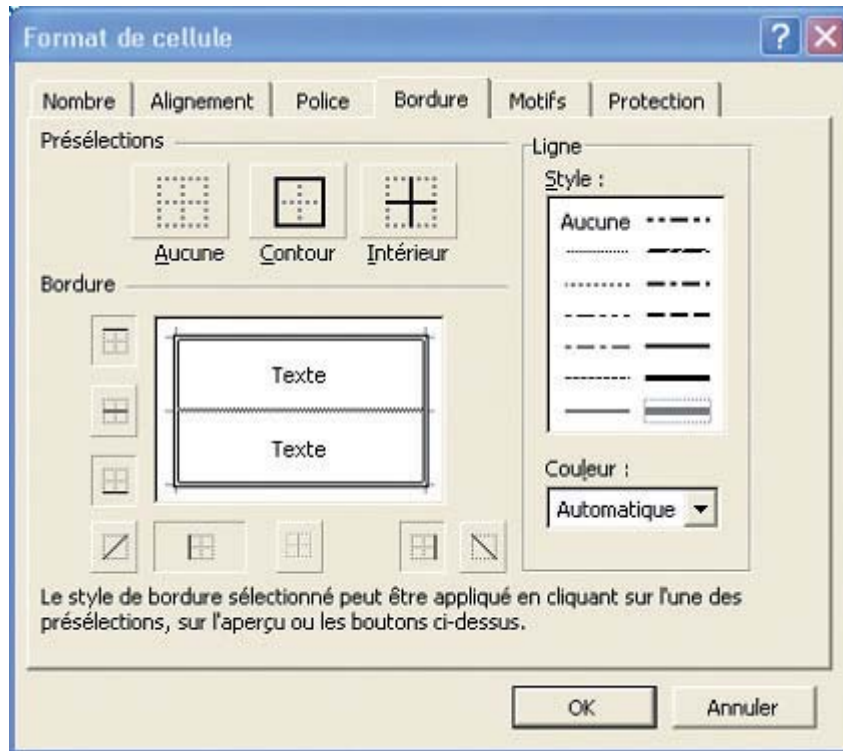 Format de cellule
Nombre Alignement Police Bordure Motifs Protection
Présélections
Aucune Contour Intérieur
Bordure
Texte
Texte
Ligne
Style :
Aucune
Couleur :
Automatique
Le style de bordure sélectionné peut être appliqué en cliquant sur l'une des
présélections, sur l'aperçu ou les boutons ci-dessus.
OK Annuler